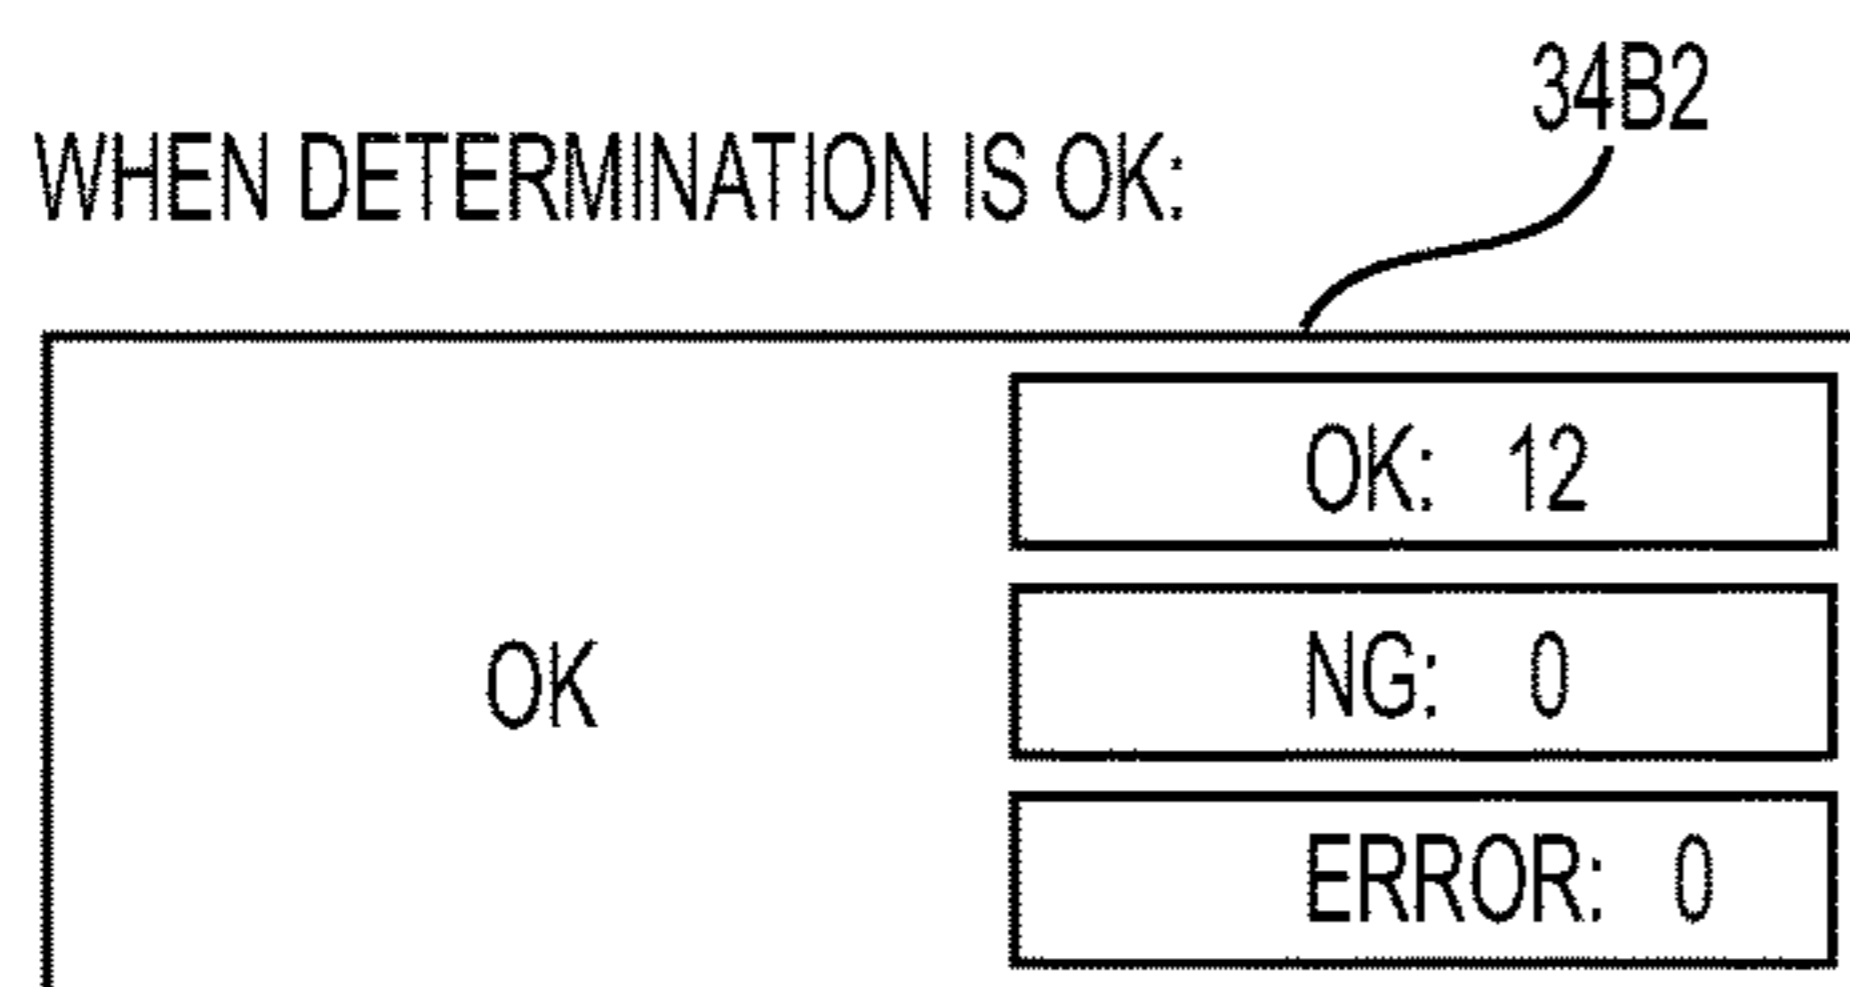 34B2
WHEN DETERMINATION IS OK:
OK: 12
OK
NG: 0
ERROR: 0